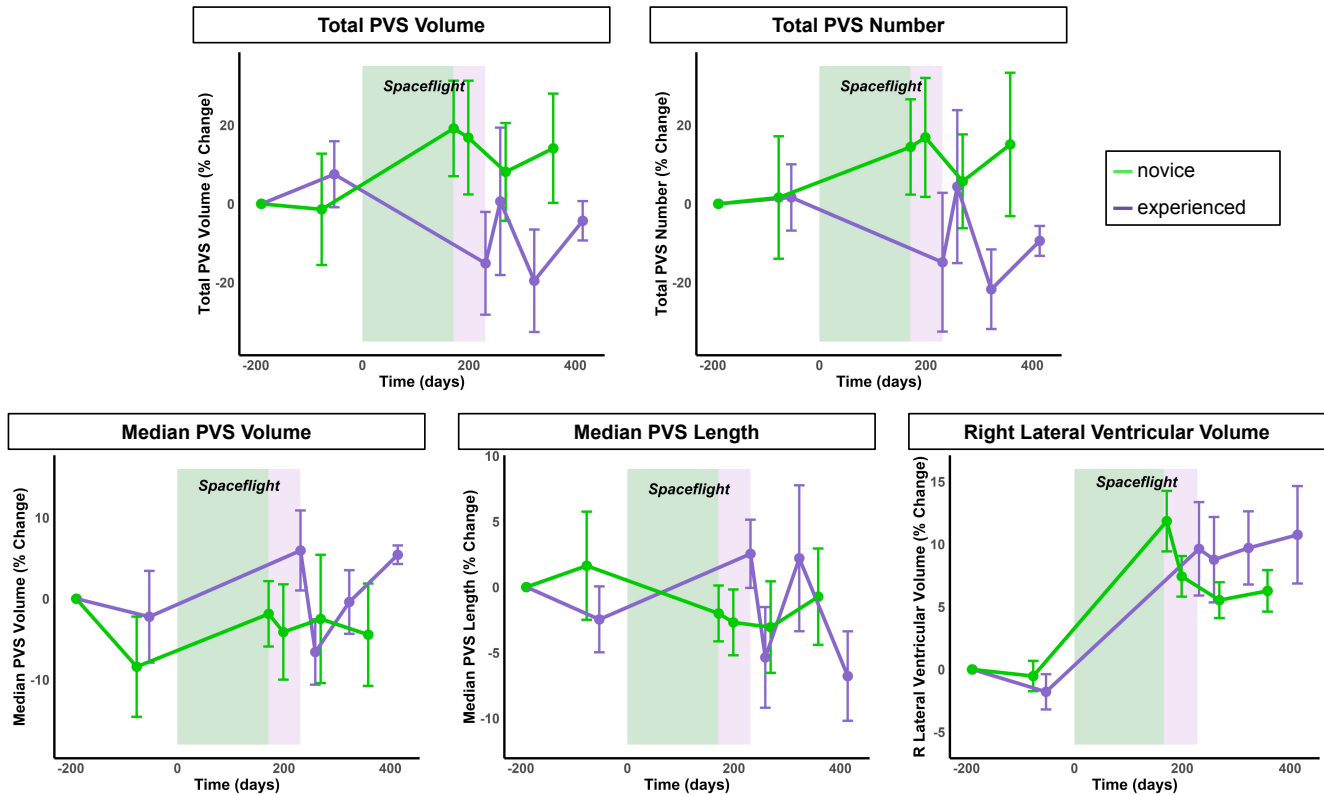 Total PVS Volume
Total PVS Volume (% Change)
20
0
-20
Spaceflight
-200
0
200
400
Time (days)
Total PVS Number
Total PVS Number (% Change)
20
0
-20
Spaceflight
-200
0
200
400
Time (days)
novice
experienced
Median PVS Volume
Median PVS Volume (% Change)
10
0
-10
Spaceflight
-200
0
200
400
Time (days)
Median PVS Length
Median PVS Length (% Change)
10
5
0
-5
-10
Spaceflight
-200
0
200
400
Time (days)
Right Lateral Ventricular Volume
R Lateral Ventricular Volume (% Change)
15
10
5
0
-5
Spaceflight
-200
0
200
400
Time (days)